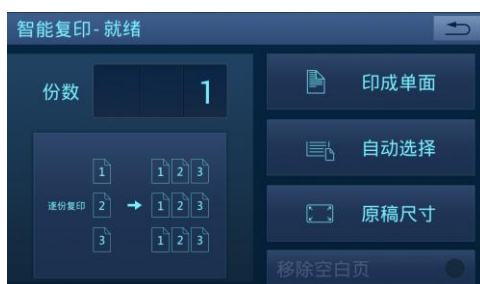 智能复印-就绪
份数 1
印成单面
自动选择
原稿尺寸
移除空白页
逐份复印
1 1 2 3
2 1 2 3
3 1 2 3